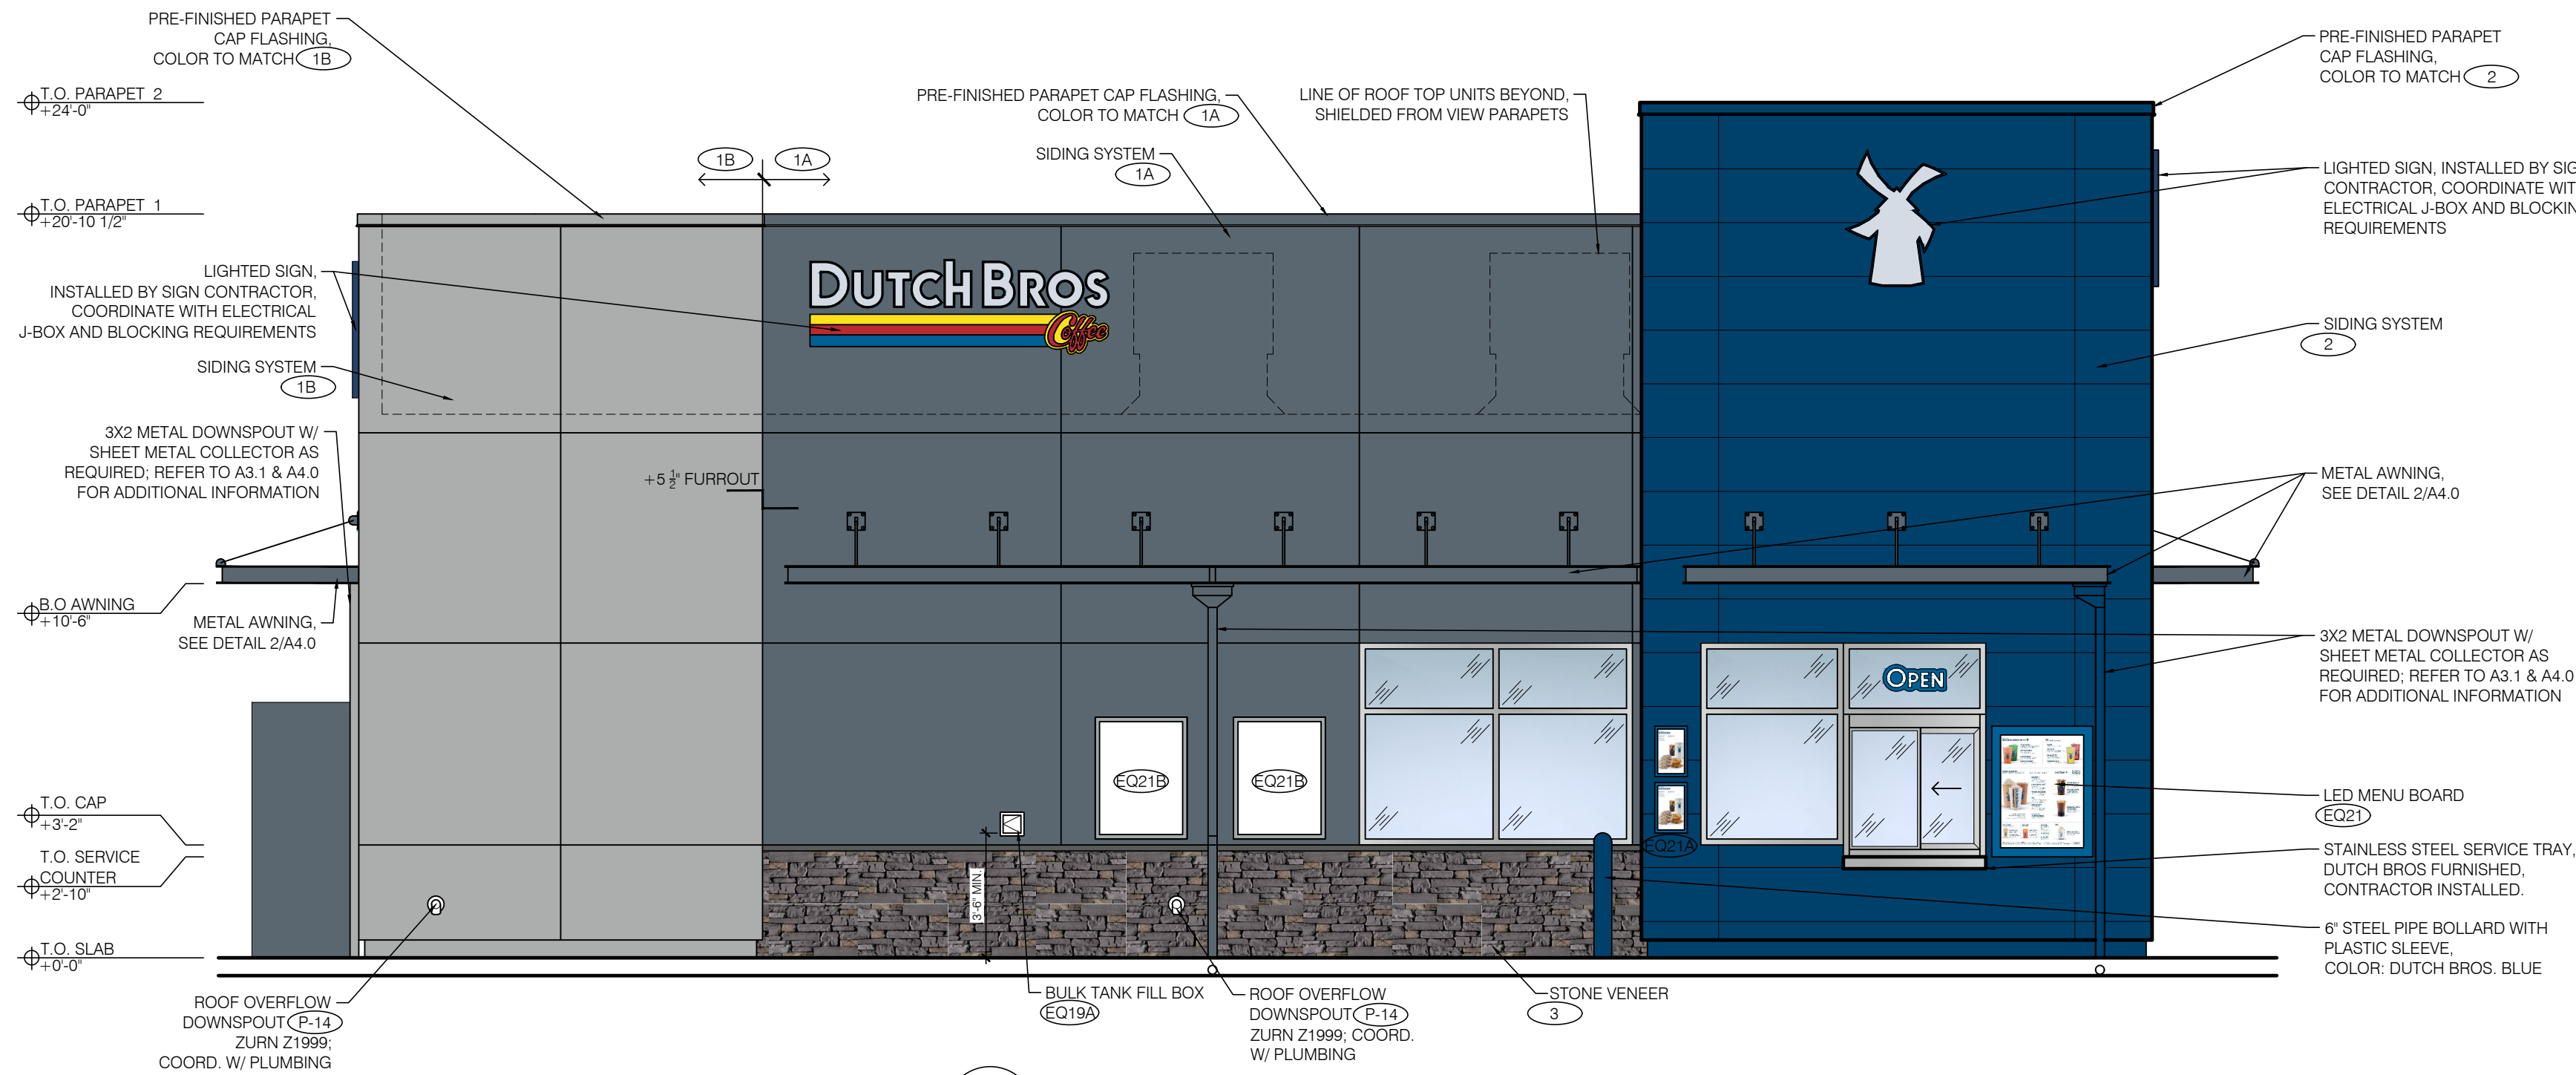 PRE-FINISHED PARAPET
CAP FLASHING,
COLOR TO MATCH 1B
T.O. PARAPET 2
+24'-0"
T.O. PARAPET 1
+20'-10 1/2"
LIGHTED SIGN,
INSTALLED BY SIGN CONTRACTOR,
COORDINATE WITH ELECTRICAL
J-BOX AND BLOCKING REQUIREMENTS
SIDING SYSTEM
1B
3X2 METAL DOWNSPOUT W/
SHEET METAL COLLECTOR AS
REQUIRED; REFER TO A3.1 & A4.0
FOR ADDITIONAL INFORMATION
B.O AWNING
+10'-6"
METAL AWNING,
SEE DETAIL 2/A4.0
T.O. CAP
+3'-2"
T.O. SERVICE
COUNTER
+2'-10"
T.O. SLAB
+0'-0"
ROOF OVERFLOW
DOWNSPOUT P-14
ZURN Z1999;
COORD. W/ PLUMBING
1B 1A
PRE-FINISHED PARAPET CAP FLASHING,
COLOR TO MATCH 1A
SIDING SYSTEM
1A
LINE OF ROOF TOP UNITS BEYOND,
SHIELDED FROM VIEW PARAPETS
DUTCH BROS
Coffee
+5 1/2" FURROUT
EQ21B
EQ21B
3'-6" MIN.
OPEN
EQ21A
BULK TANK FILL BOX
EQ19A
ROOF OVERFLOW
DOWNSPOUT P-14
ZURN Z1999; COORD.
W/ PLUMBING
STONE VENEER
3
PRE-FINISHED PARAPET
CAP FLASHING,
COLOR TO MATCH 2
LIGHTED SIGN, INSTALLED BY SIG
CONTRACTOR, COORDINATE WIT
ELECTRICAL J-BOX AND BLOCKIN
REQUIREMENTS
SIDING SYSTEM
2
METAL AWNING,
SEE DETAIL 2/A4.0
3X2 METAL DOWNSPOUT W/
SHEET METAL COLLECTOR AS
REQUIRED; REFER TO A3.1 & A4.0
FOR ADDITIONAL INFORMATION
LED MENU BOARD
EQ21
STAINLESS STEEL SERVICE TRAY,
DUTCH BROS FURNISHED,
CONTRACTOR INSTALLED.
6" STEEL PIPE BOLLARD WITH
PLASTIC SLEEVE,
COLOR: DUTCH BROS. BLUE